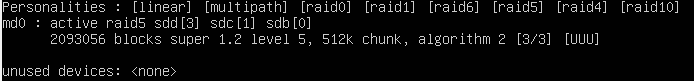 Personalities : [linear] [multipath] [raid0] [raid1] [raid6] [raid5] [raid4] [raid10]
md0 : active raid5 sdd[3] sdc[1] sdb[0]
2093056 blocks super 1.2 level 5, 512k chunk, algorithm 2 [3/3] [UUU]
unused devices: <none>